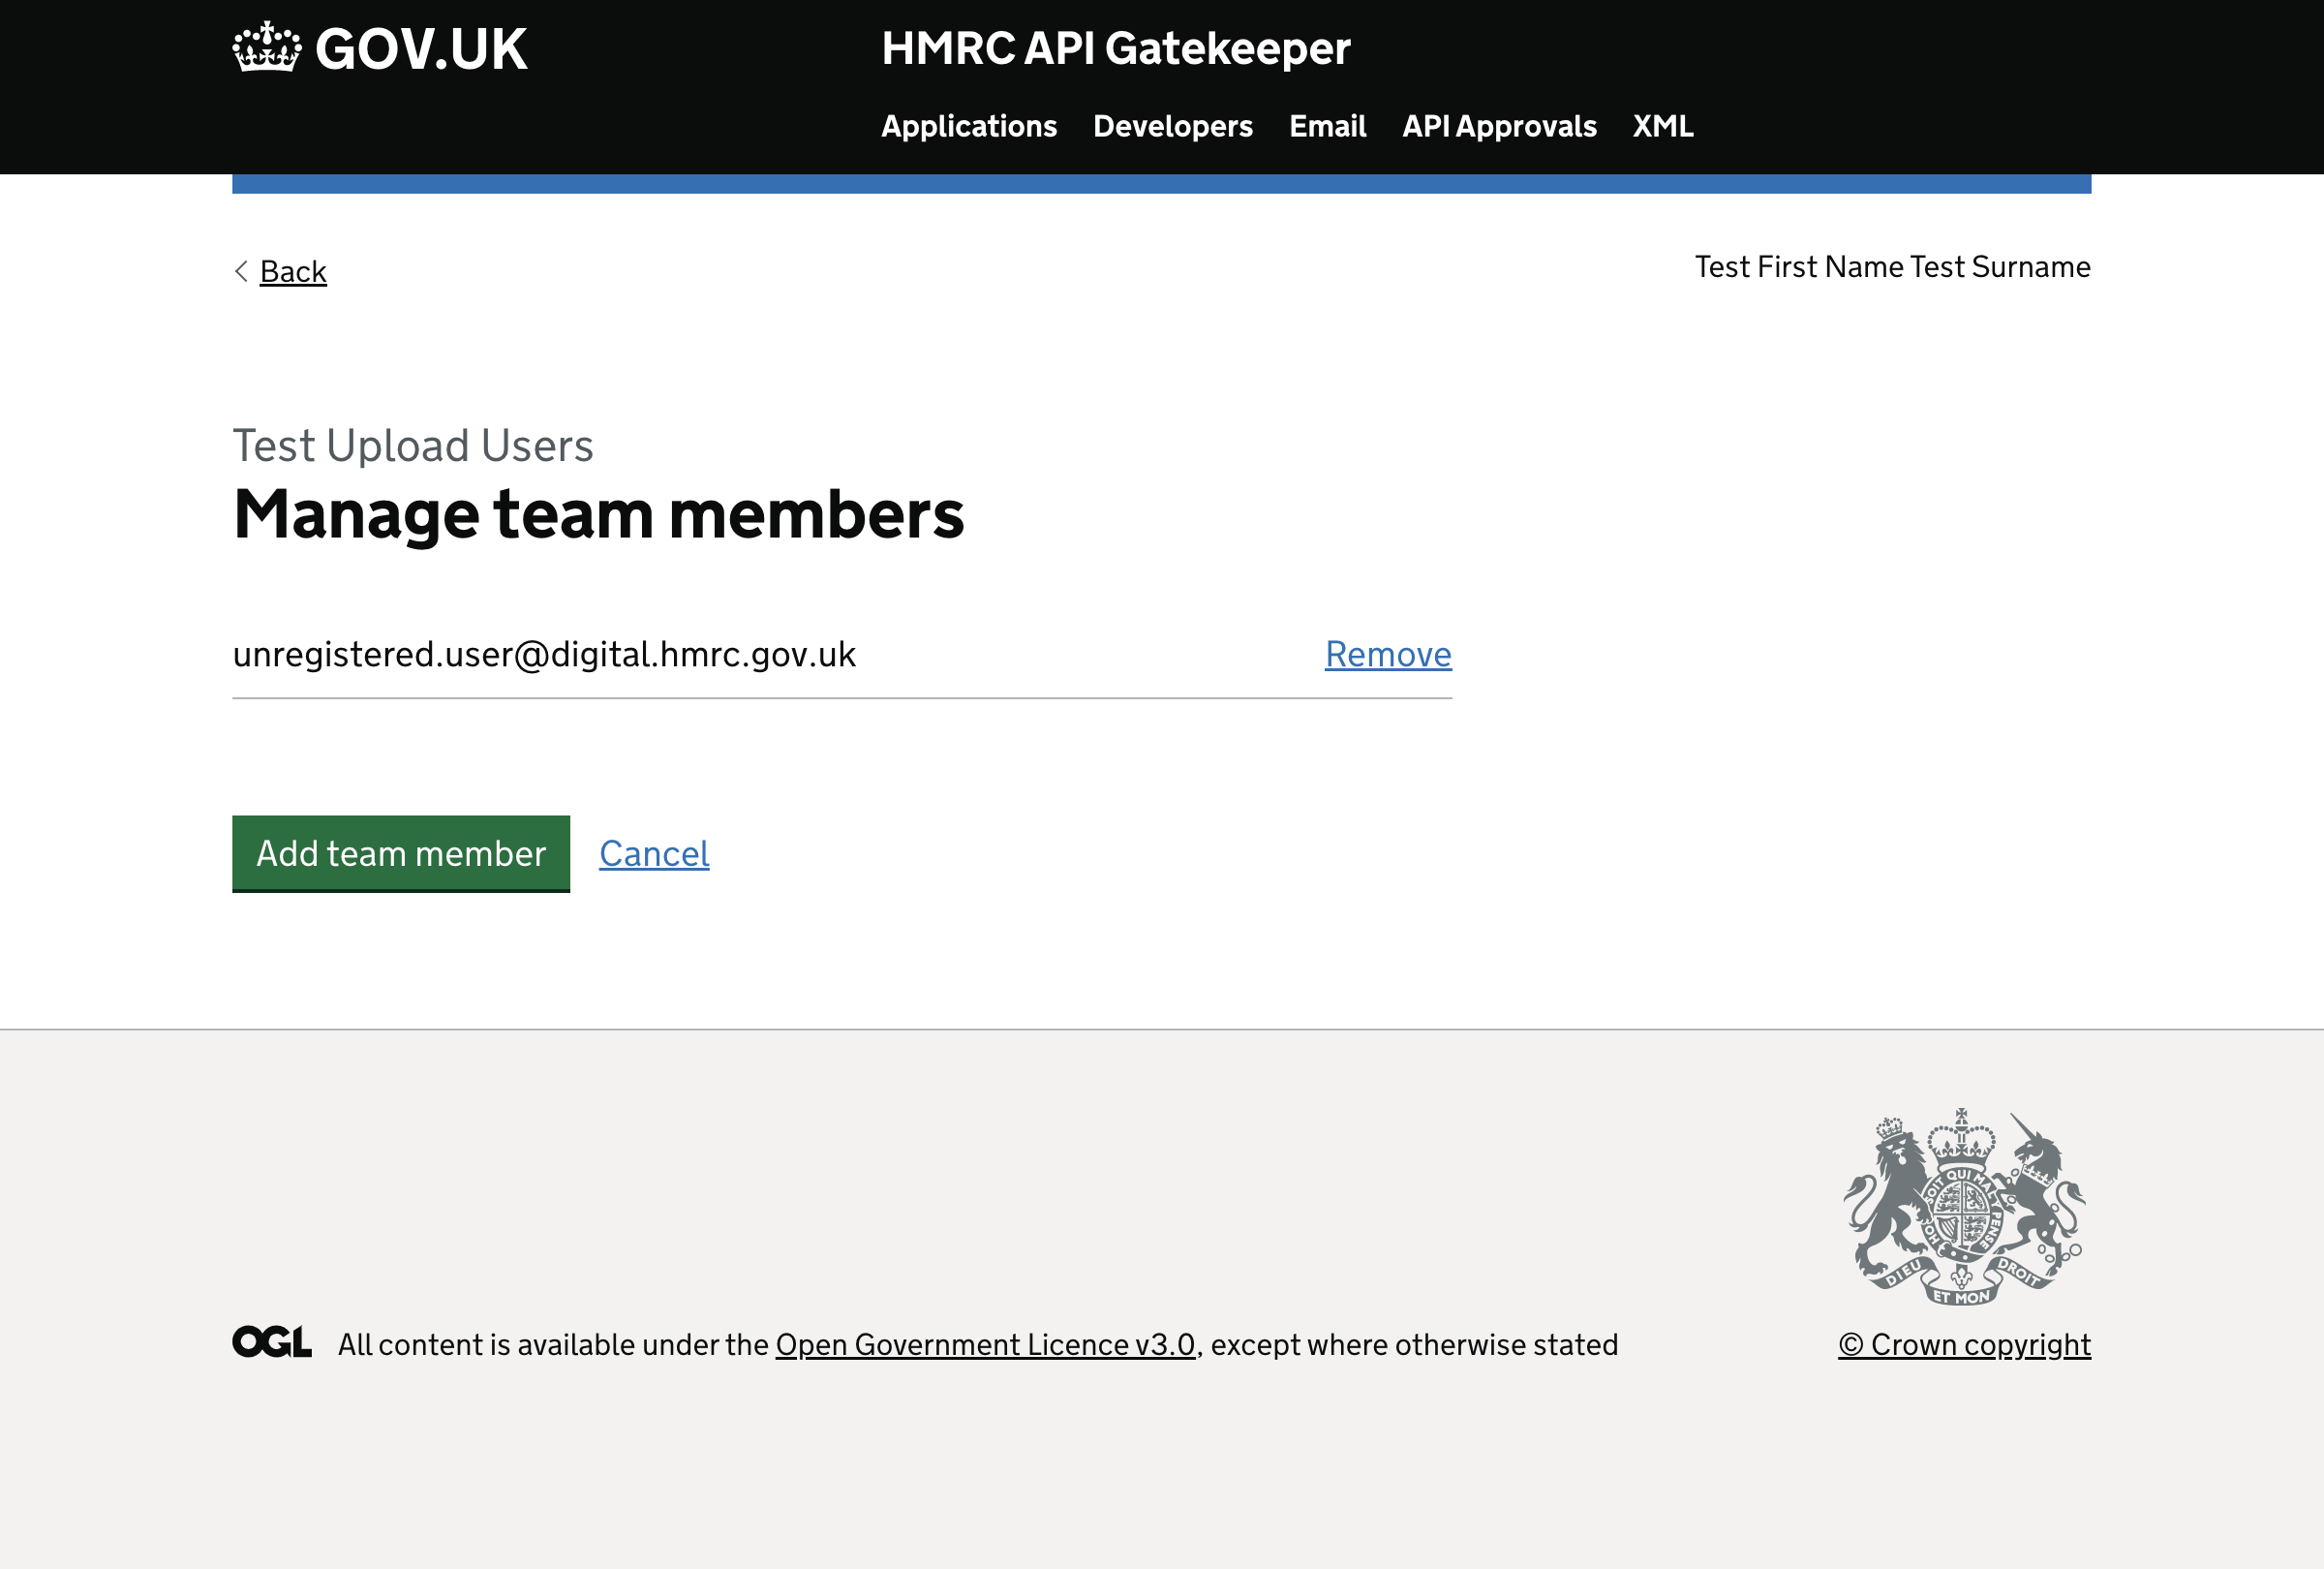 GOV.UK
HMRC API Gatekeeper
Applications Developers Email API Approvals XML
Back
Test First Name Test Surname
Test Upload Users
Manage team members
unregistered.user@digital.hmrc.gov.uk Remove
Add team member Cancel
HONI SOIT QUI MAL Y PENSE
DIEU ET MON DROIT
OGL All content is available under the Open Government Licence v3.0, except where otherwise stated
© Crown copyright